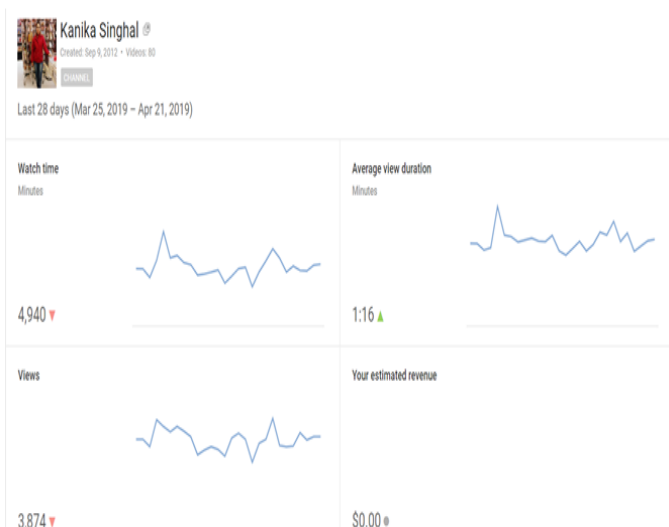 Kanika Singhal
Created: Sep 9, 2012 • Videos: 80
CHANNEL
Last 28 days (Mar 25, 2019 – Apr 21, 2019)
Watch time
Minutes
4,940
Average view duration
Minutes
1:16
Views
3,874
Your estimated revenue
$0.00